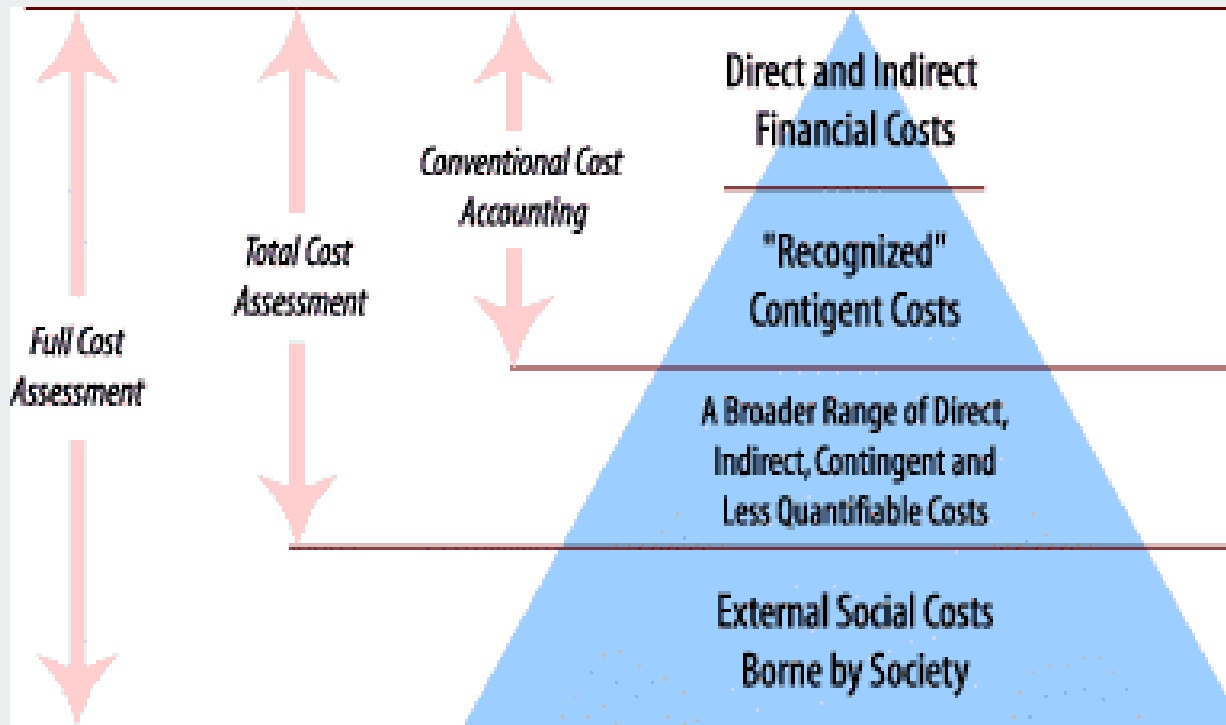 Direct and Indirect
Financial Costs
Conventional Cost
Accounting
"Recognized"
Contigent Costs
Total Cost
Assessment
Full Cost
Assessment
A Broader Range of Direct,
Indirect, Contingent and
Less Quantifiable Costs
External Social Costs
Borne by Society